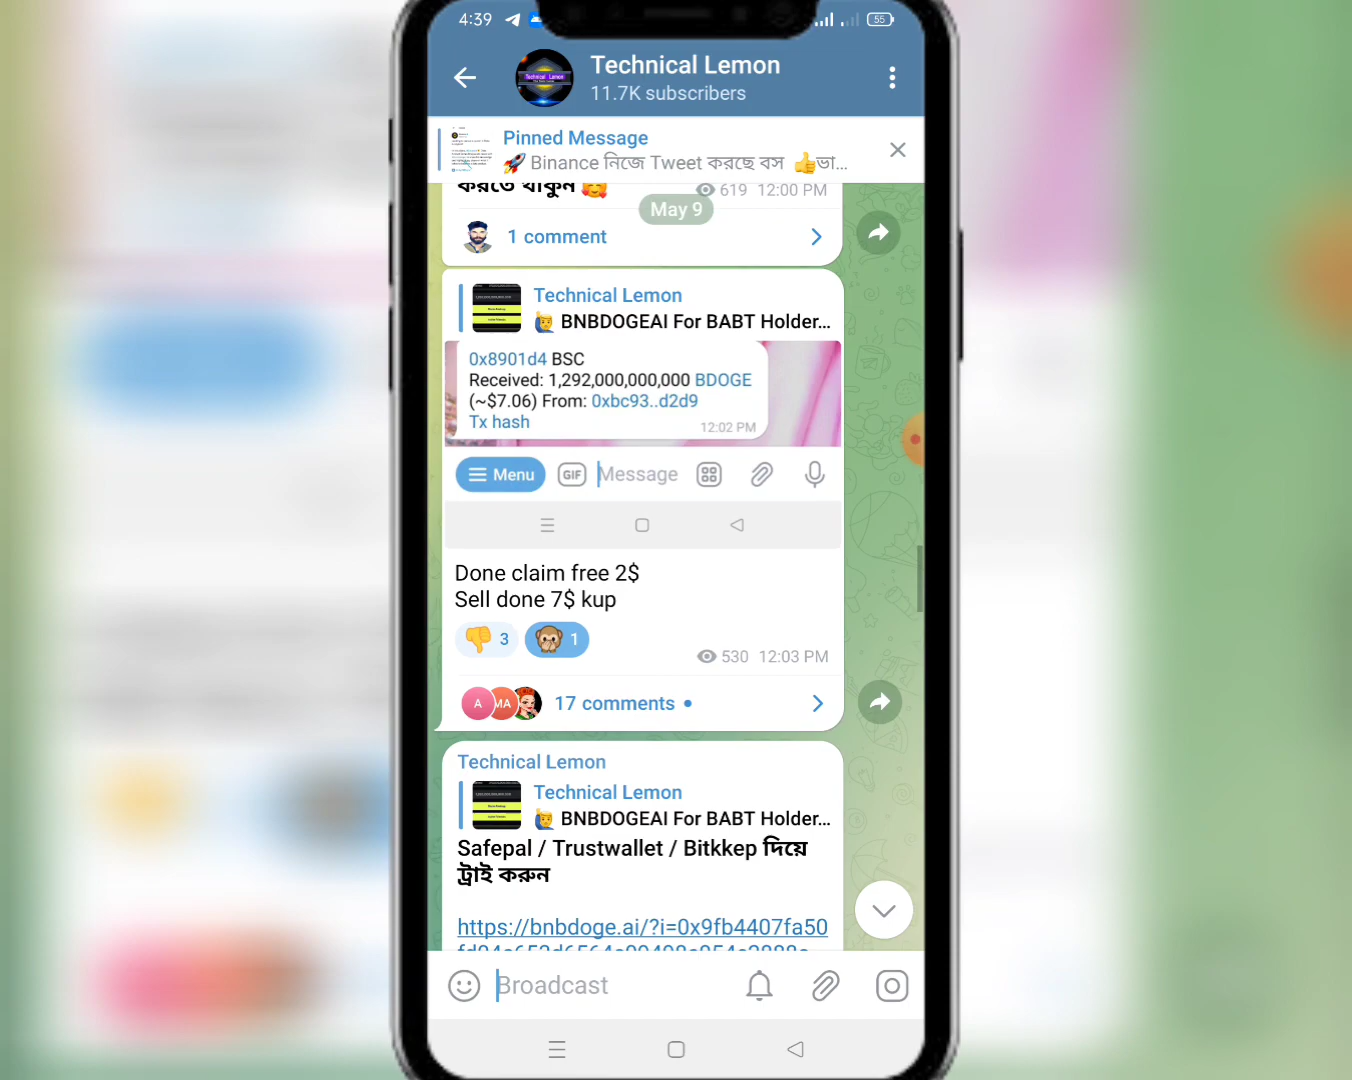 4:39
55
Technical Lemon
11.7K subscribers
Pinned Message
🚀 Binance নিজে Tweet করছে বস 👍ভা...
করতে থাকুন 🥰
619 12:00 PM
May 9
1 comment
Technical Lemon
🙋‍♂️ BNBDOGEAI For BABT Holder...
0x8901d4 BSC
Received: 1,292,000,000,000 BDOGE
(~$7.06) From: 0xbc93..d2d9
Tx hash
12:02 PM
Menu
GIF
Message
Done claim free 2$
Sell done 7$ kup
👎 3 🙊 1
530 12:03 PM
A
MA
17 comments
Technical Lemon
Technical Lemon
🙋‍♂️ BNBDOGEAI For BABT Holder...
Safepal / Trustwallet / Bitkkep দিয়ে
ট্রাই করুন
https://bnbdoge.ai/?i=0x9fb4407fa50
Broadcast